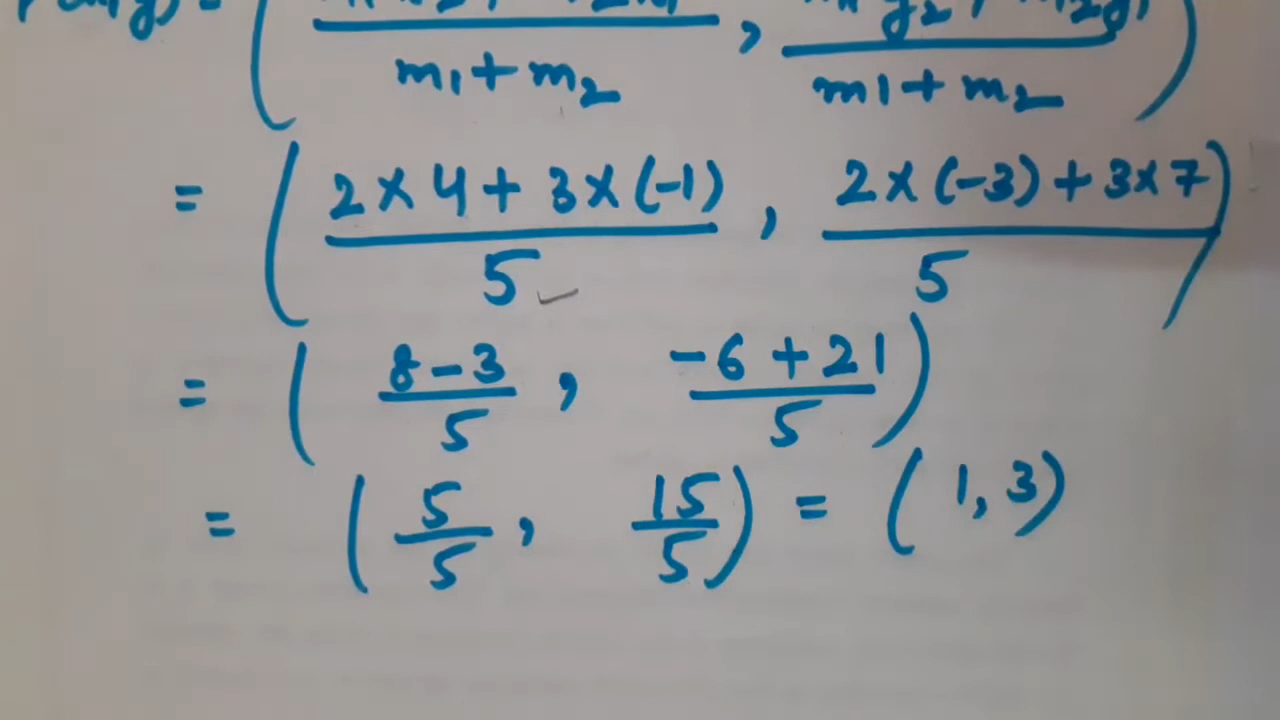 m1+m2 , m1+m2
= ( 2×4+3×(-1) / 5 , 2×(-3)+3×7 / 5 )
= ( 8-3 / 5 , -6+21 / 5 )
= ( 5/5 , 15/5 ) = (1,3)